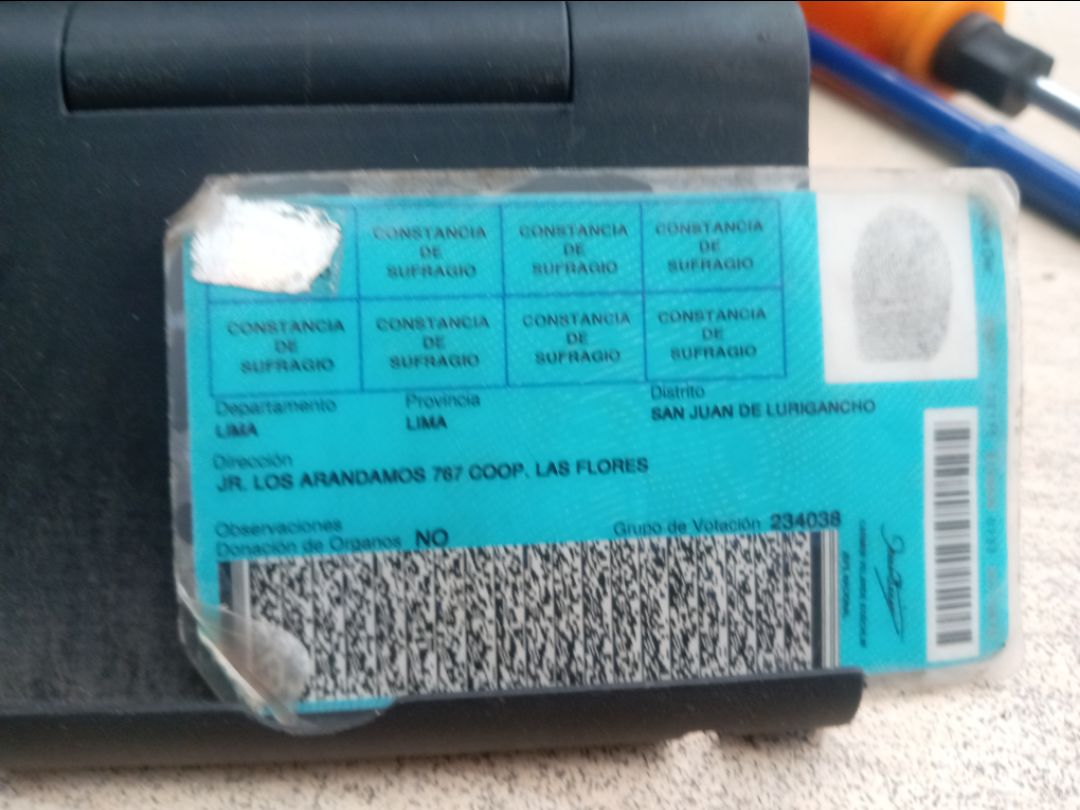 CONSTANCIA
DE
SUFRAGIO
CONSTANCIA
DE
SUFRAGIO
CONSTANCIA
DE
SUFRAGIO
CONSTANCIA
DE
SUFRAGIO
CONSTANCIA
DE
SUFRAGIO
CONSTANCIA
DE
SUFRAGIO
CONSTANCIA
DE
SUFRAGIO
Departamento
LIMA
Provincia
LIMA
Distrito
SAN JUAN DE LURIGANCHO
Dirección
JR. LOS ARANDAMOS 767 COOP. LAS FLORES
Observaciones
Donación de Organos NO
Grupo de Votación 234038